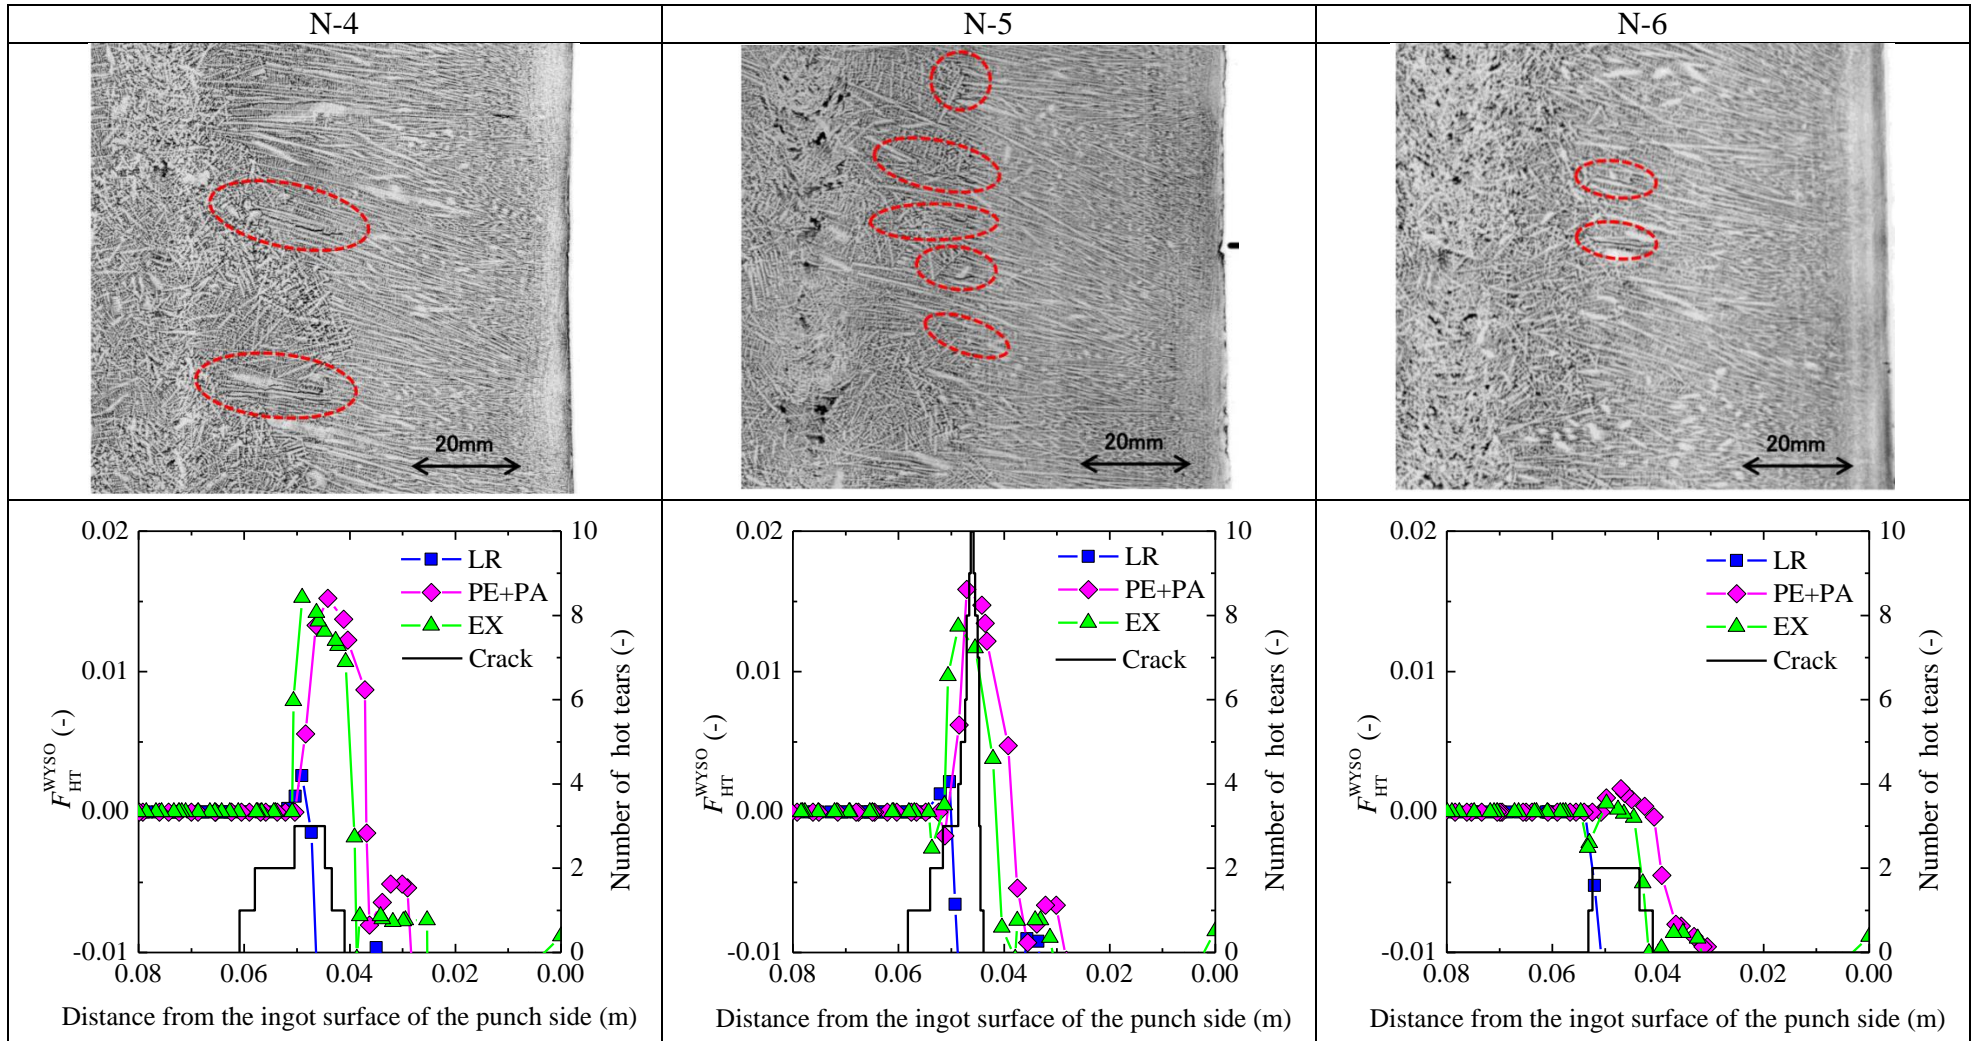 N-4
N-5
N-6
20mm
20mm
20mm
0.02
0.01
0.00
-0.01
10
8
6
4
2
0
LR
PE+PA
EX
Crack
F_HT^WYSO (-)
Number of hot tears (-)
0.08 0.06 0.04 0.02 0.00
Distance from the ingot surface of the punch side (m)
0.02
0.01
0.00
-0.01
10
8
6
4
2
0
LR
PE+PA
EX
Crack
F_HT^WYSO (-)
Number of hot tears (-)
0.08 0.06 0.04 0.02 0.00
Distance from the ingot surface of the punch side (m)
0.02
0.01
0.00
-0.01
10
8
6
4
2
0
LR
PE+PA
EX
Crack
F_HT^WYSO (-)
Number of hot tears (-)
0.08 0.06 0.04 0.02 0.00
Distance from the ingot surface of the punch side (m)